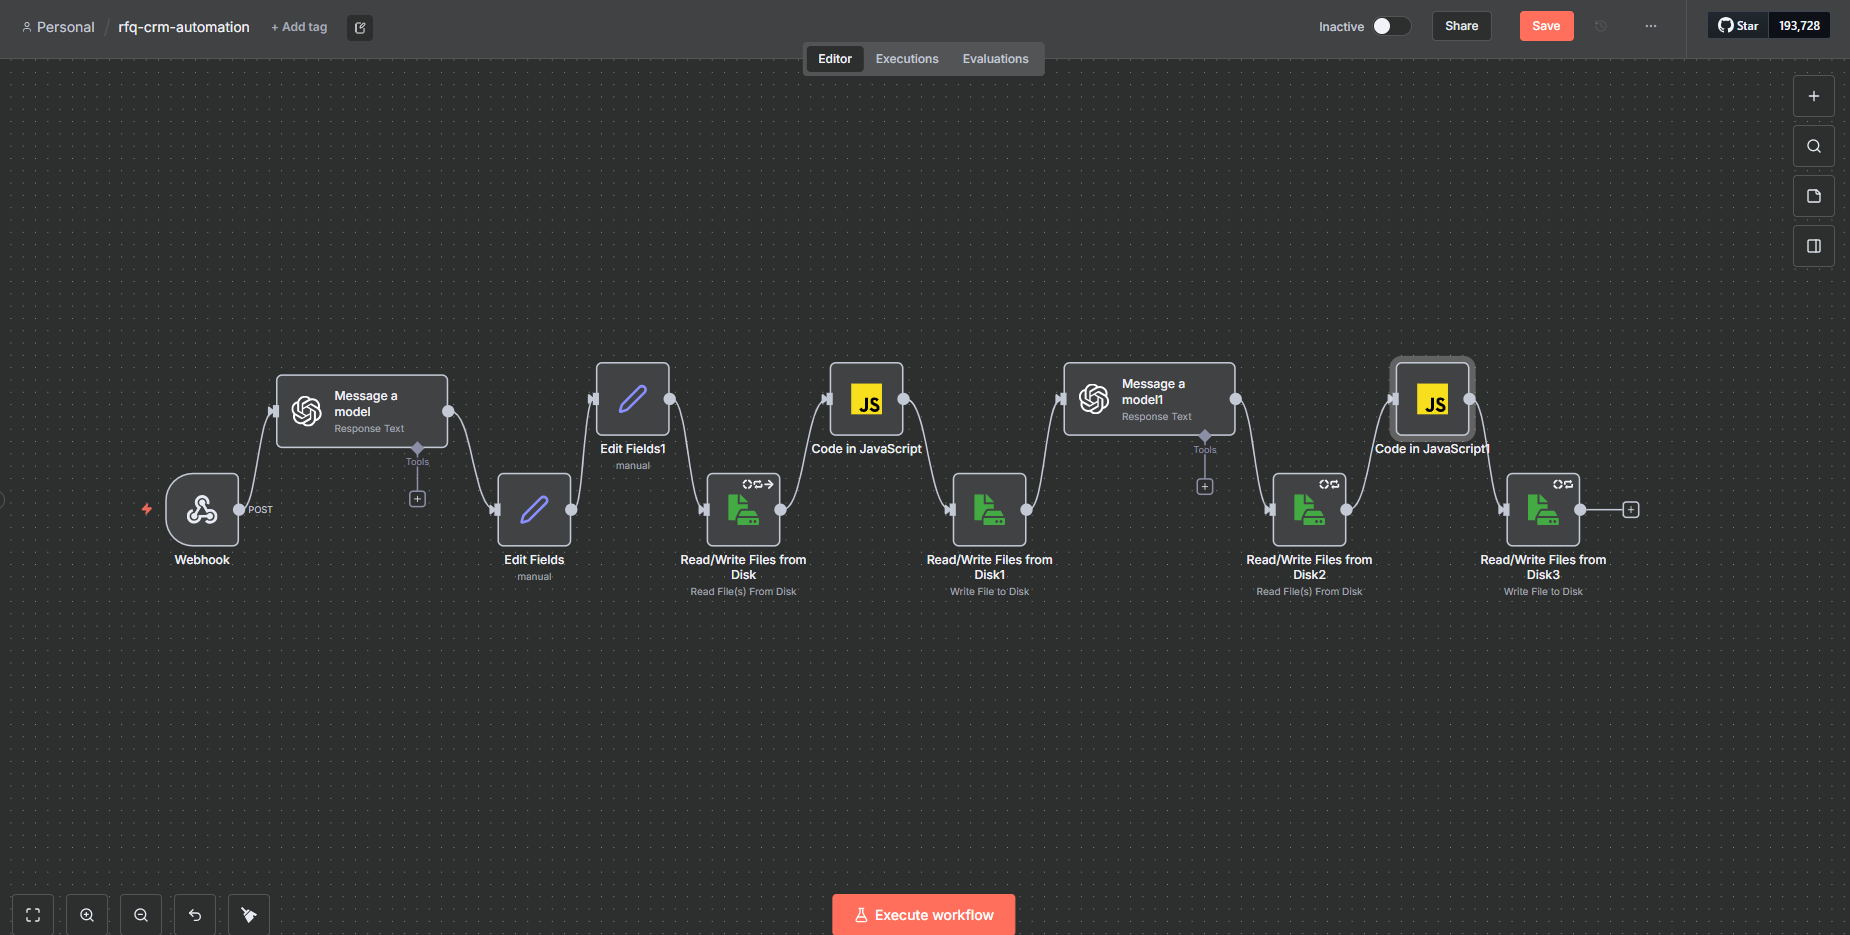 Personal / rfq-crm-automation + Add tag
Inactive
Share
Save
Star 193,728
Editor Executions Evaluations
Message a
model
Response Text
Tools
POST
Webhook
Edit Fields
manual
Edit Fields1
manual
Read/Write Files from
Disk
Read File(s) From Disk
JS
Code in JavaScript
Read/Write Files from
Disk1
Write File to Disk
Message a
model1
Response Text
Tools
Read/Write Files from
Disk2
Read File(s) From Disk
JS
Code in JavaScript1
Read/Write Files from
Disk3
Write File to Disk
Execute workflow